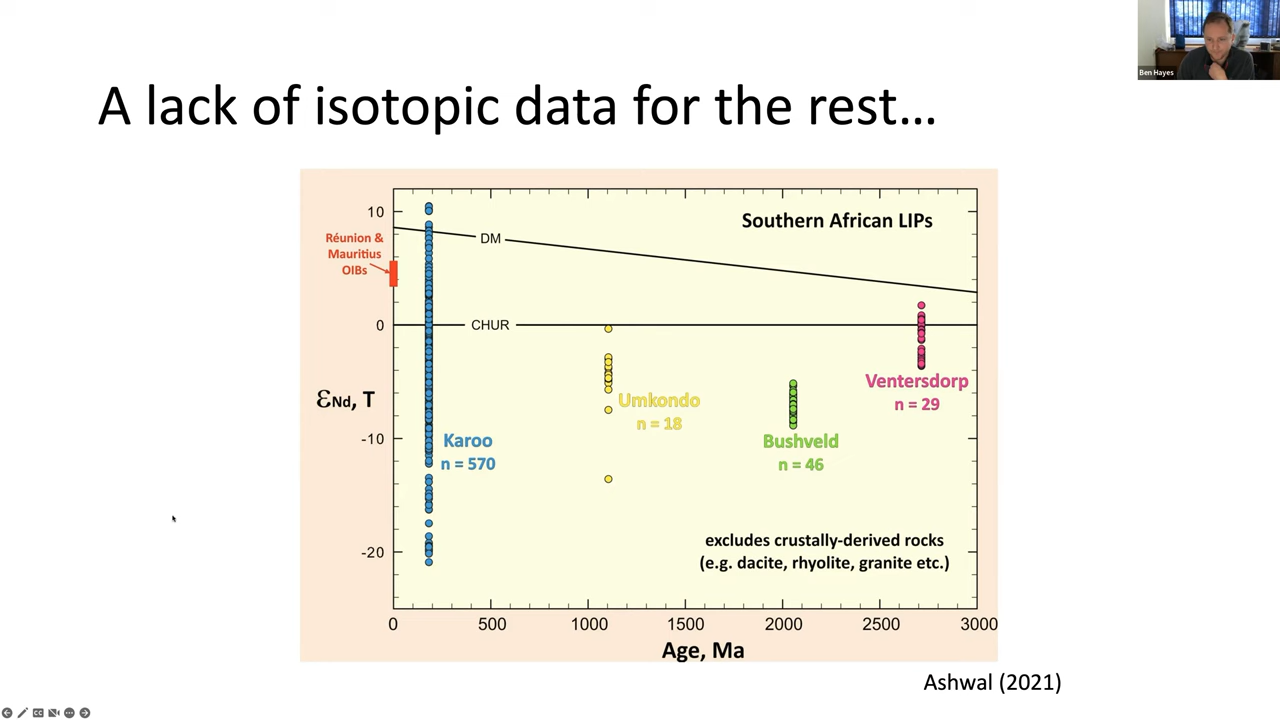 Ben Hayes
A lack of isotopic data for the rest...
Southern African LIPs
10
0
-10
-20
εNd, T
Réunion &
Mauritius
OIBs
DM
CHUR
Karoo
n = 570
Umkondo
n = 18
Bushveld
n = 46
Ventersdorp
n = 29
excludes crustally-derived rocks
(e.g. dacite, rhyolite, granite etc.)
0 500 1000 1500 2000 2500 3000
Age, Ma
Ashwal (2021)
CC